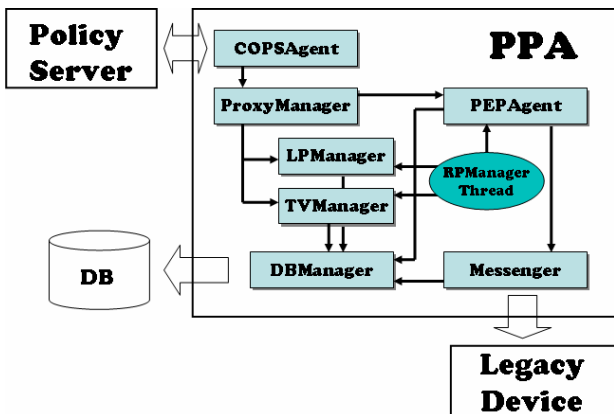 Policy
Server
COPSAgent
PPA
ProxyManager
PEPAgent
LPManager
RPManager
Thread
TVManager
DB
DBManager
Messenger
Legacy
Device